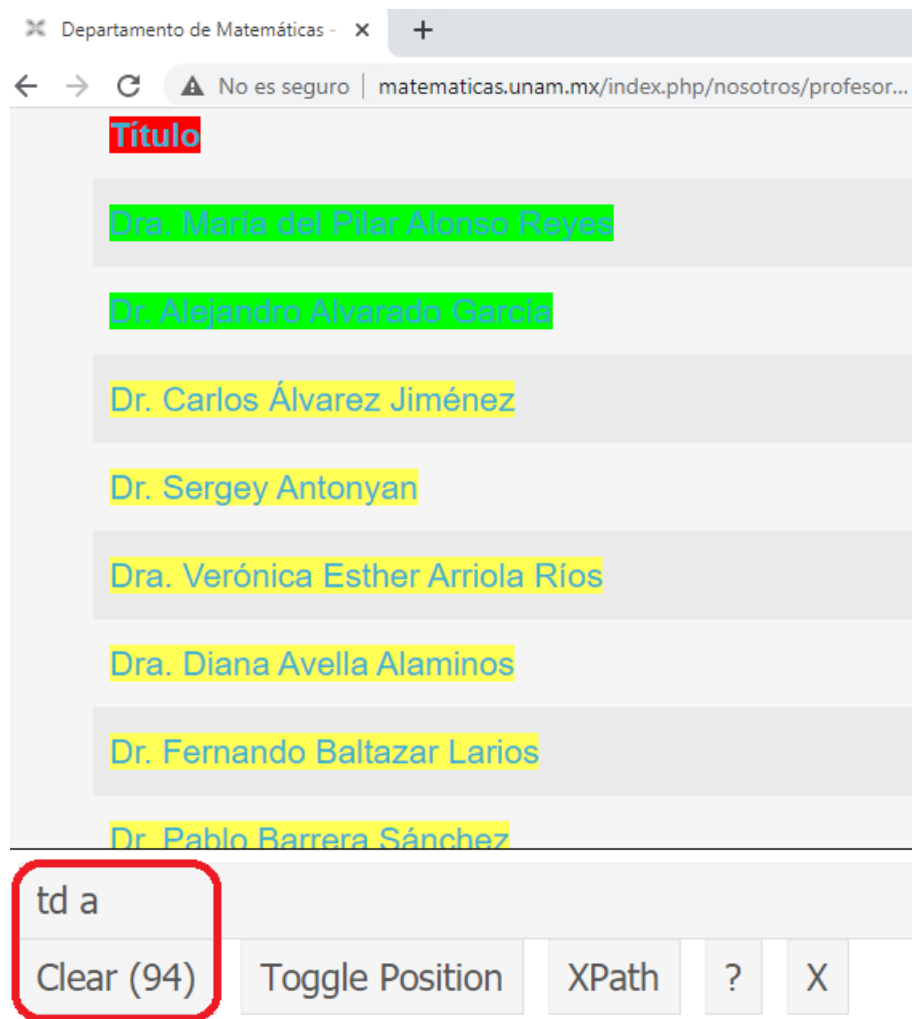 Departamento de Matemáticas - × +
No es seguro | matematicas.unam.mx/index.php/nosotros/profesor...
Título
Dra. María del Pilar Alonso Reyes
Dr. Alejandro Alvarado García
Dr. Carlos Álvarez Jiménez
Dr. Sergey Antonyan
Dra. Verónica Esther Arriola Ríos
Dra. Diana Avella Alaminos
Dr. Fernando Baltazar Larios
Dr. Pablo Barrera Sánchez
td a
Clear (94) Toggle Position XPath ? X